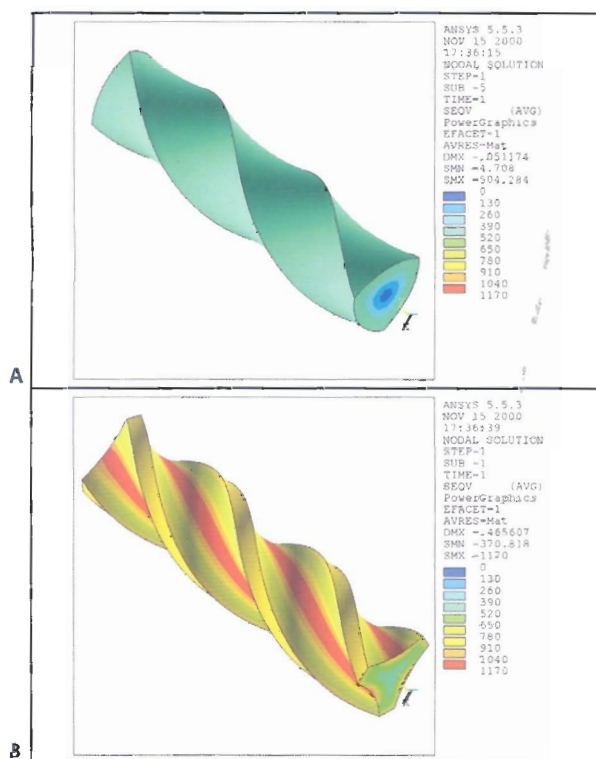 ANSYS 5.5.3
NOV 15 2000
17:36:15
NODAL SOLUTION
STEP=1
SUB =5
TIME=1
SEQV (AVG)
PowerGraphics
EFACET=1
AVRES=Mat
DMX =.051174
SMN =4.708
SMX =504.284
0
130
260
390
520
650
780
910
1040
1170
A
ANSYS 5.5.3
NOV 15 2000
17:36:39
NODAL SOLUTION
STEP=1
SUB =1
TIME=1
SEQV (AVG)
PowerGraphics
EFACET=1
AVRES=Mat
DMX =.465607
SMN =370.818
SMX =1120
0
130
260
390
520
650
780
910
1040
1170
B